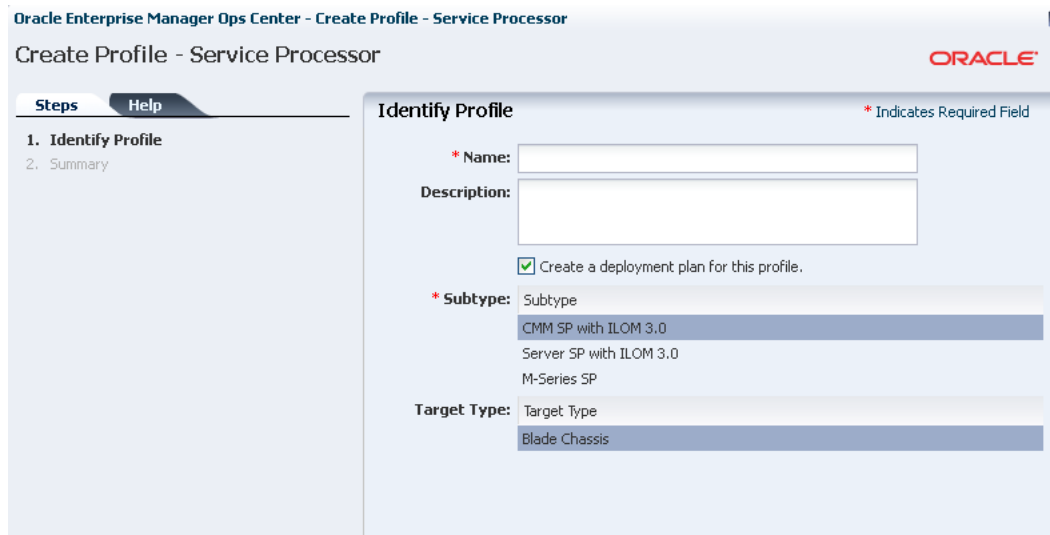 Oracle Enterprise Manager Ops Center - Create Profile - Service Processor
Create Profile - Service Processor
ORACLE
Steps Help
1. Identify Profile
2. Summary
Identify Profile
* Indicates Required Field
* Name:
Description:
Create a deployment plan for this profile.
* Subtype: Subtype
CMM SP with ILOM 3.0
Server SP with ILOM 3.0
M-Series SP
Target Type: Target Type
Blade Chassis